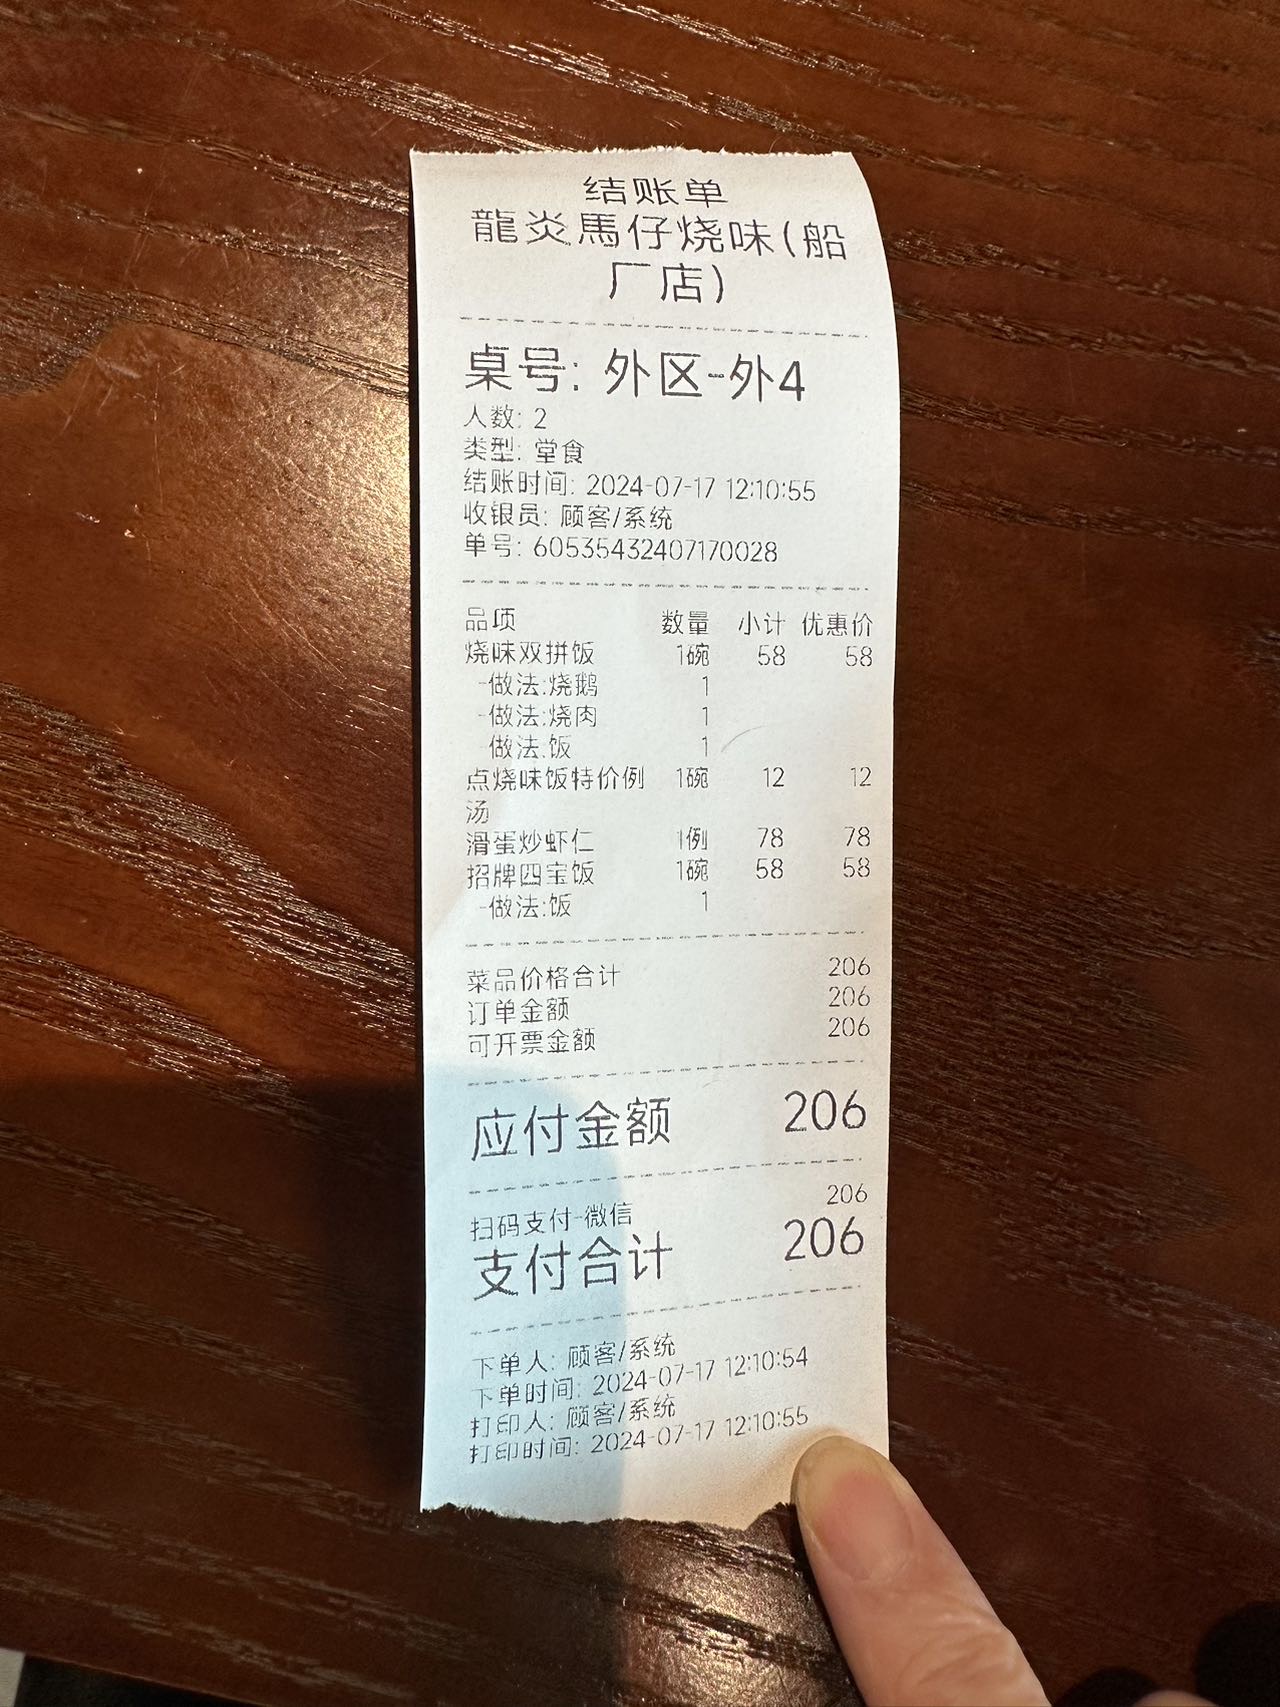 结账单
龍炎馬仔烧味(船
厂店)
桌号: 外区-外4
人数: 2
类型: 堂食
结账时间: 2024-07-17 12:10:55
收银员: 顾客/系统
单号: 60535432407170028
品项 数量 小计 优惠价
烧味双拼饭 1碗 58 58
-做法:烧鹅 1
-做法:烧肉 1
-做法:饭 1
点烧味饭特价例 1碗 12 12
汤
滑蛋炒虾仁 1例 78 78
招牌四宝饭 1碗 58 58
-做法:饭 1
菜品价格合计 206
订单金额 206
可开票金额 206
应付金额 206
扫码支付-微信 206
支付合计 206
下单人: 顾客/系统
下单时间: 2024-07-17 12:10:54
打印人: 顾客/系统
打印时间: 2024-07-17 12:10:55